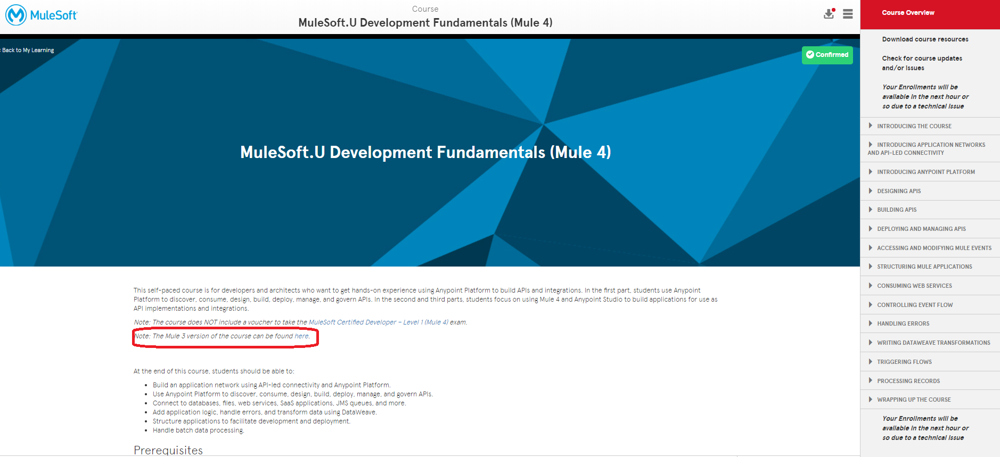 MuleSoft
Course
MuleSoft.U Development Fundamentals (Mule 4)
‹ Back to My Learning
Confirmed
MuleSoft.U Development Fundamentals (Mule 4)
This self-paced course is for developers and architects who want to get hands-on experience using Anypoint Platform to build APIs and integrations. In the first part, students use Anypoint
Platform to discover, consume, design, build, deploy, manage, and govern APIs. In the second and third parts, students focus on using Mule 4 and Anypoint Studio to build applications for use as
API implementations and integrations.
Note: The course does NOT include a voucher to take the MuleSoft Certified Developer – Level 1 (Mule 4) exam.
Note: The Mule 3 version of the course can be found here.
At the end of this course, students should be able to:
• Build an application network using API-led connectivity and Anypoint Platform.
• Use Anypoint Platform to discover, consume, design, build, deploy, manage, and govern APIs.
• Connect to databases, files, web services, SaaS applications, JMS queues, and more.
• Add application logic, handle errors, and transform data using DataWeave.
• Structure applications to facilitate development and deployment.
• Handle batch data processing.
Prerequisites
Course Overview
Download course resources
Check for course updates
and/or issues
Your Enrollments will be
available in the next hour or
so due to a technical issue
INTRODUCING THE COURSE
INTRODUCING APPLICATION NETWORKS
AND API-LED CONNECTIVITY
INTRODUCING ANYPOINT PLATFORM
DESIGNING APIS
BUILDING APIS
DEPLOYING AND MANAGING APIS
ACCESSING AND MODIFYING MULE EVENTS
STRUCTURING MULE APPLICATIONS
CONSUMING WEB SERVICES
CONTROLLING EVENT FLOW
HANDLING ERRORS
WRITING DATAWEAVE TRANSFORMATIONS
TRIGGERING FLOWS
PROCESSING RECORDS
WRAPPING UP THE COURSE
Your Enrollments will be
available in the next hour or
so due to a technical issue